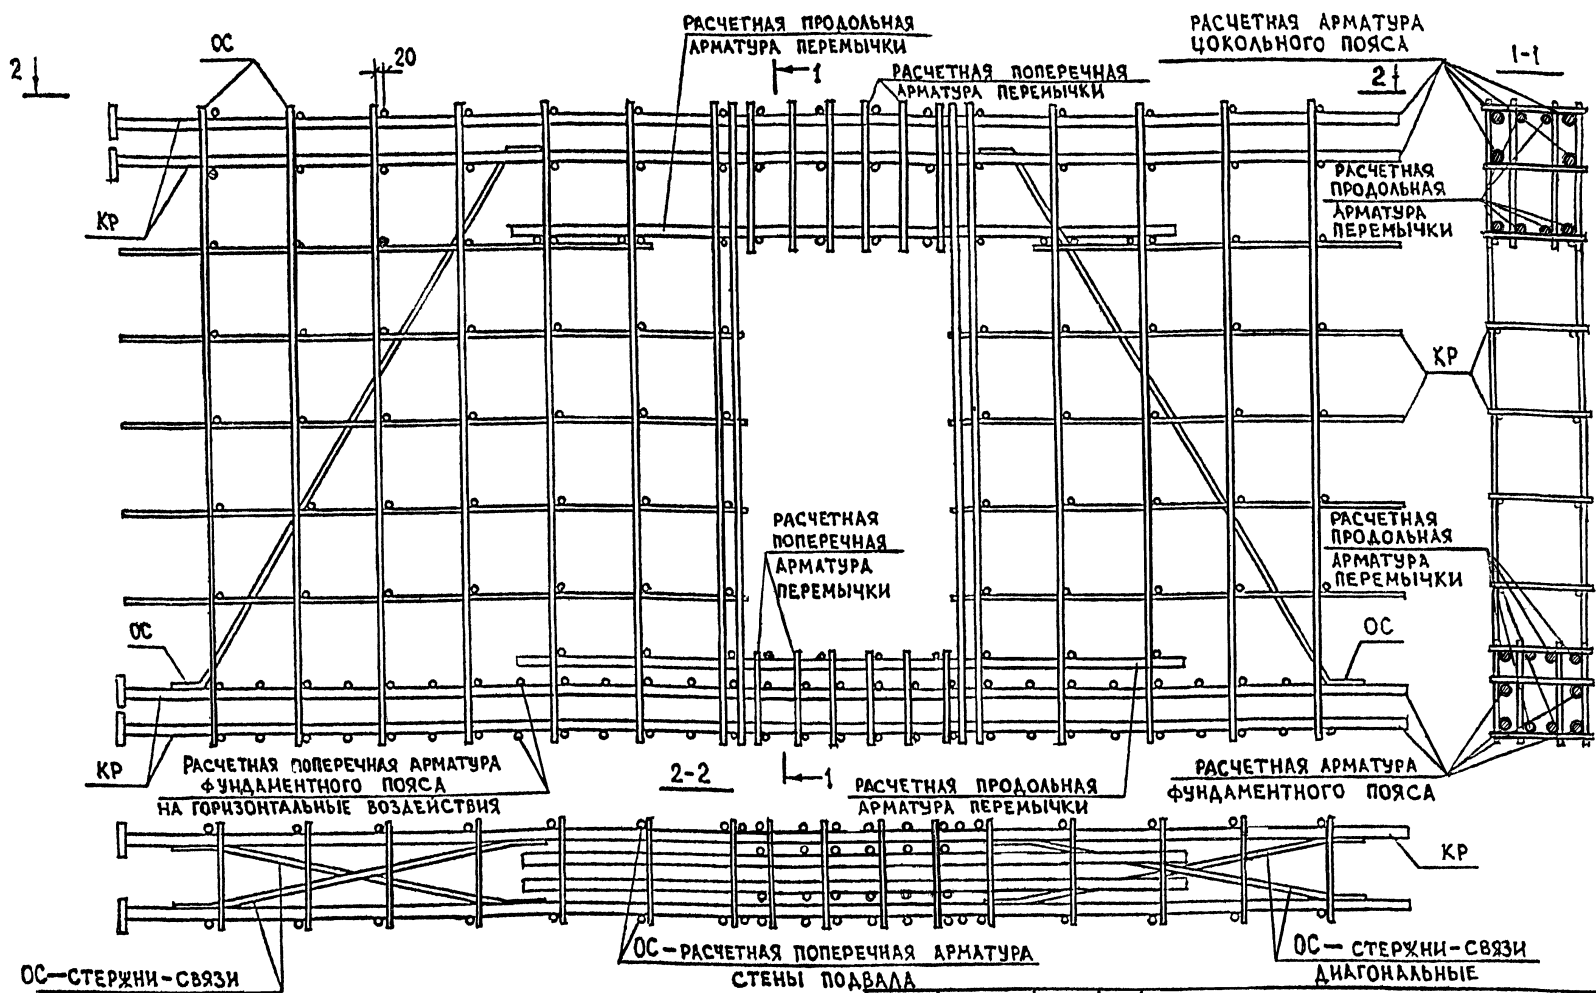 2
ОС
20
РАСЧЕТНАЯ ПРОДОЛЬНАЯ
АРМАТУРА ПЕРЕМЫЧКИ
1
РАСЧЕТНАЯ ПОПЕРЕЧНАЯ
АРМАТУРА ПЕРЕМЫЧКИ
РАСЧЕТНАЯ АРМАТУРА
ЦОКОЛЬНОГО ПОЯСА
2
1-1
КР
РАСЧЕТНАЯ
ПРОДОЛЬНАЯ
АРМАТУРА
ПЕРЕМЫЧКИ
КР
РАСЧЕТНАЯ
ПОПЕРЕЧНАЯ
АРМАТУРА
ПЕРЕМЫЧКИ
РАСЧЕТНАЯ
ПРОДОЛЬНАЯ
АРМАТУРА
ПЕРЕМЫЧКИ
ОС
ОС
КР
РАСЧЕТНАЯ ПОПЕРЕЧНАЯ АРМАТУРА
ФУНДАМЕНТНОГО ПОЯСА
НА ГОРИЗОНТАЛЬНЫЕ ВОЗДЕЙСТВИЯ
2-2
1
РАСЧЕТНАЯ ПРОДОЛЬНАЯ
АРМАТУРА ПЕРЕМЫЧКИ
РАСЧЕТНАЯ АРМАТУРА
ФУНДАМЕНТНОГО ПОЯСА
КР
ОС—СТЕРЖНИ-СВЯЗИ
ОС—РАСЧЕТНАЯ ПОПЕРЕЧНАЯ АРМАТУРА
СТЕНЫ ПОДВАЛА
ОС— СТЕРЖНИ-СВЯЗИ
ДИАГОНАЛЬНЫЕ